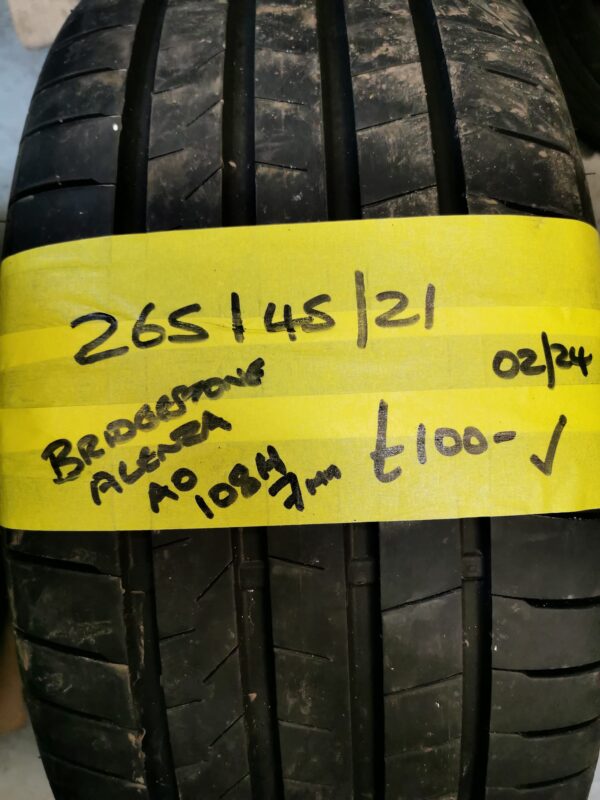 265/45/21
02/24
BRIDGESTONE
ALENZA
AO
108H
7mm
£100-✓